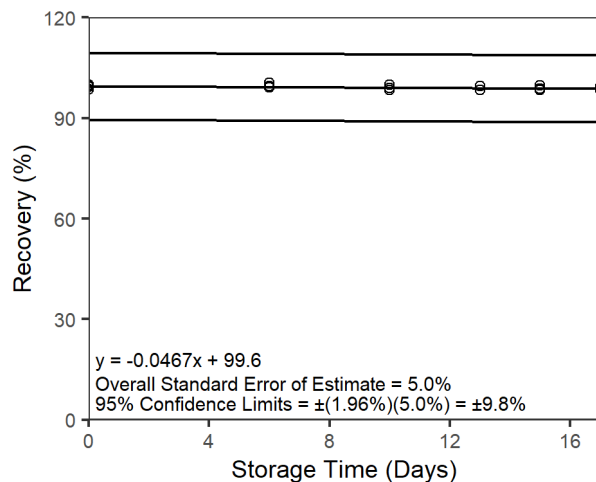 120
90
60
30
0
Recovery (%)
y = -0.0467x + 99.6
Overall Standard Error of Estimate = 5.0%
95% Confidence Limits = ±(1.96%)(5.0%) = ±9.8%
0 4 8 12 16
Storage Time (Days)